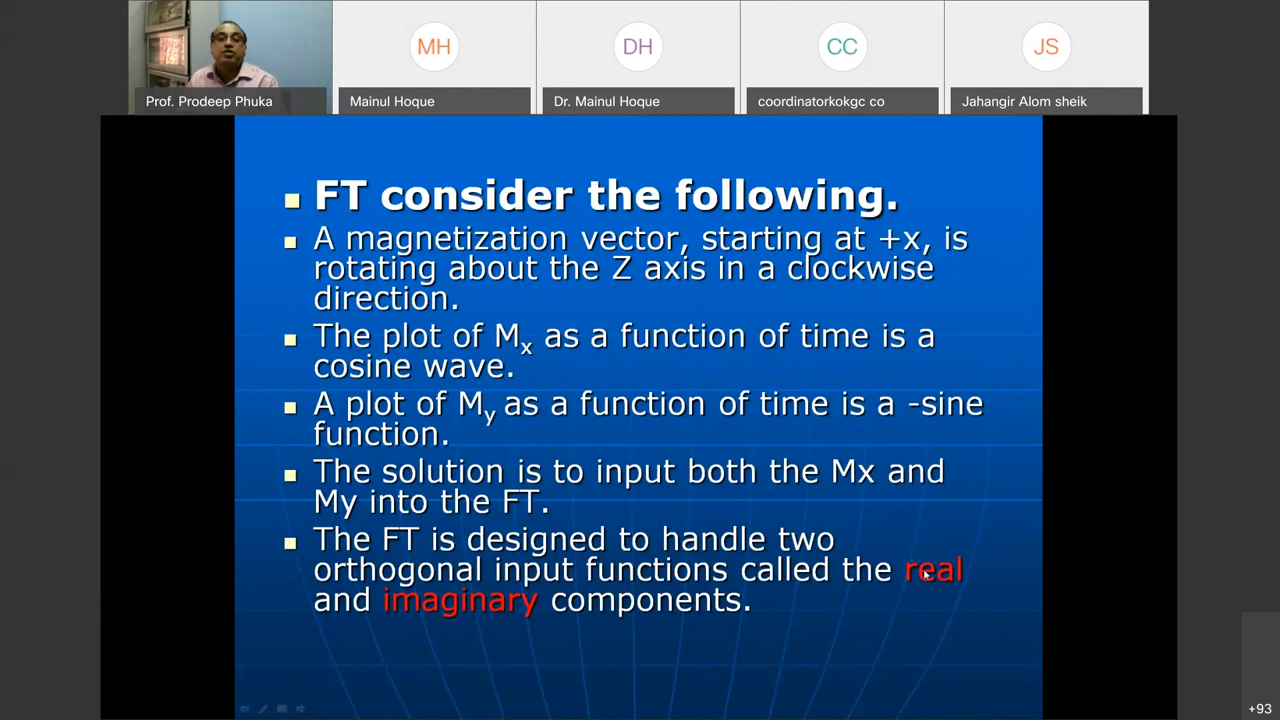 MH
DH
CC
JS
Prof. Prodeep Phuka
Mainul Hoque
Dr. Mainul Hoque
coordinatorkokgc co
Jahangir Alom sheik
FT consider the following.
A magnetization vector, starting at +x, is
rotating about the Z axis in a clockwise
direction.
The plot of Mx as a function of time is a
cosine wave.
A plot of My as a function of time is a -sine
function.
The solution is to input both the Mx and
My into the FT.
The FT is designed to handle two
orthogonal input functions called the real
and imaginary components.
+93